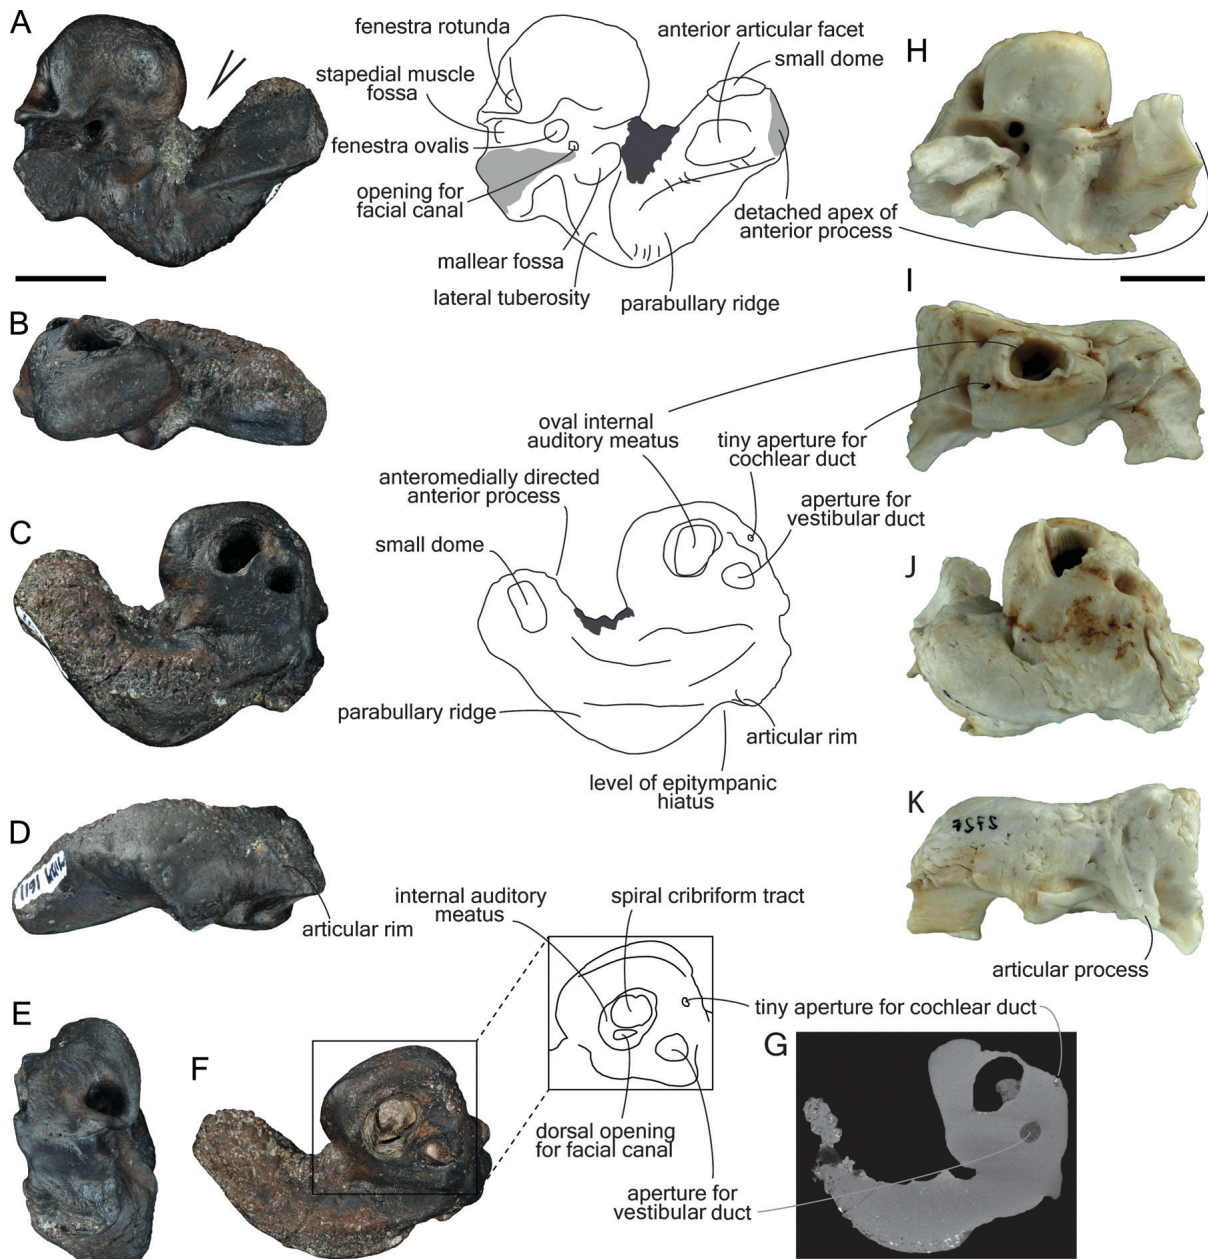 A
fenestra rotunda
stapedial muscle
fossa
fenestra ovalis
opening for
facial canal
mallear fossa
lateral tuberosity
anterior articular facet
small dome
detached apex of
anterior process
parabullary ridge
H
B
I
oval internal
auditory meatus
tiny aperture for
cochlear duct
anteromedially directed
anterior process
aperture for
vestibular duct
small dome
C
J
parabullary ridge
articular rim
level of epitympanic
hiatus
D
K
articular rim
internal auditory
meatus
spiral cribriform tract
articular process
tiny aperture for cochlear duct
E
F
G
dorsal opening
for facial canal
aperture for
vestibular duct